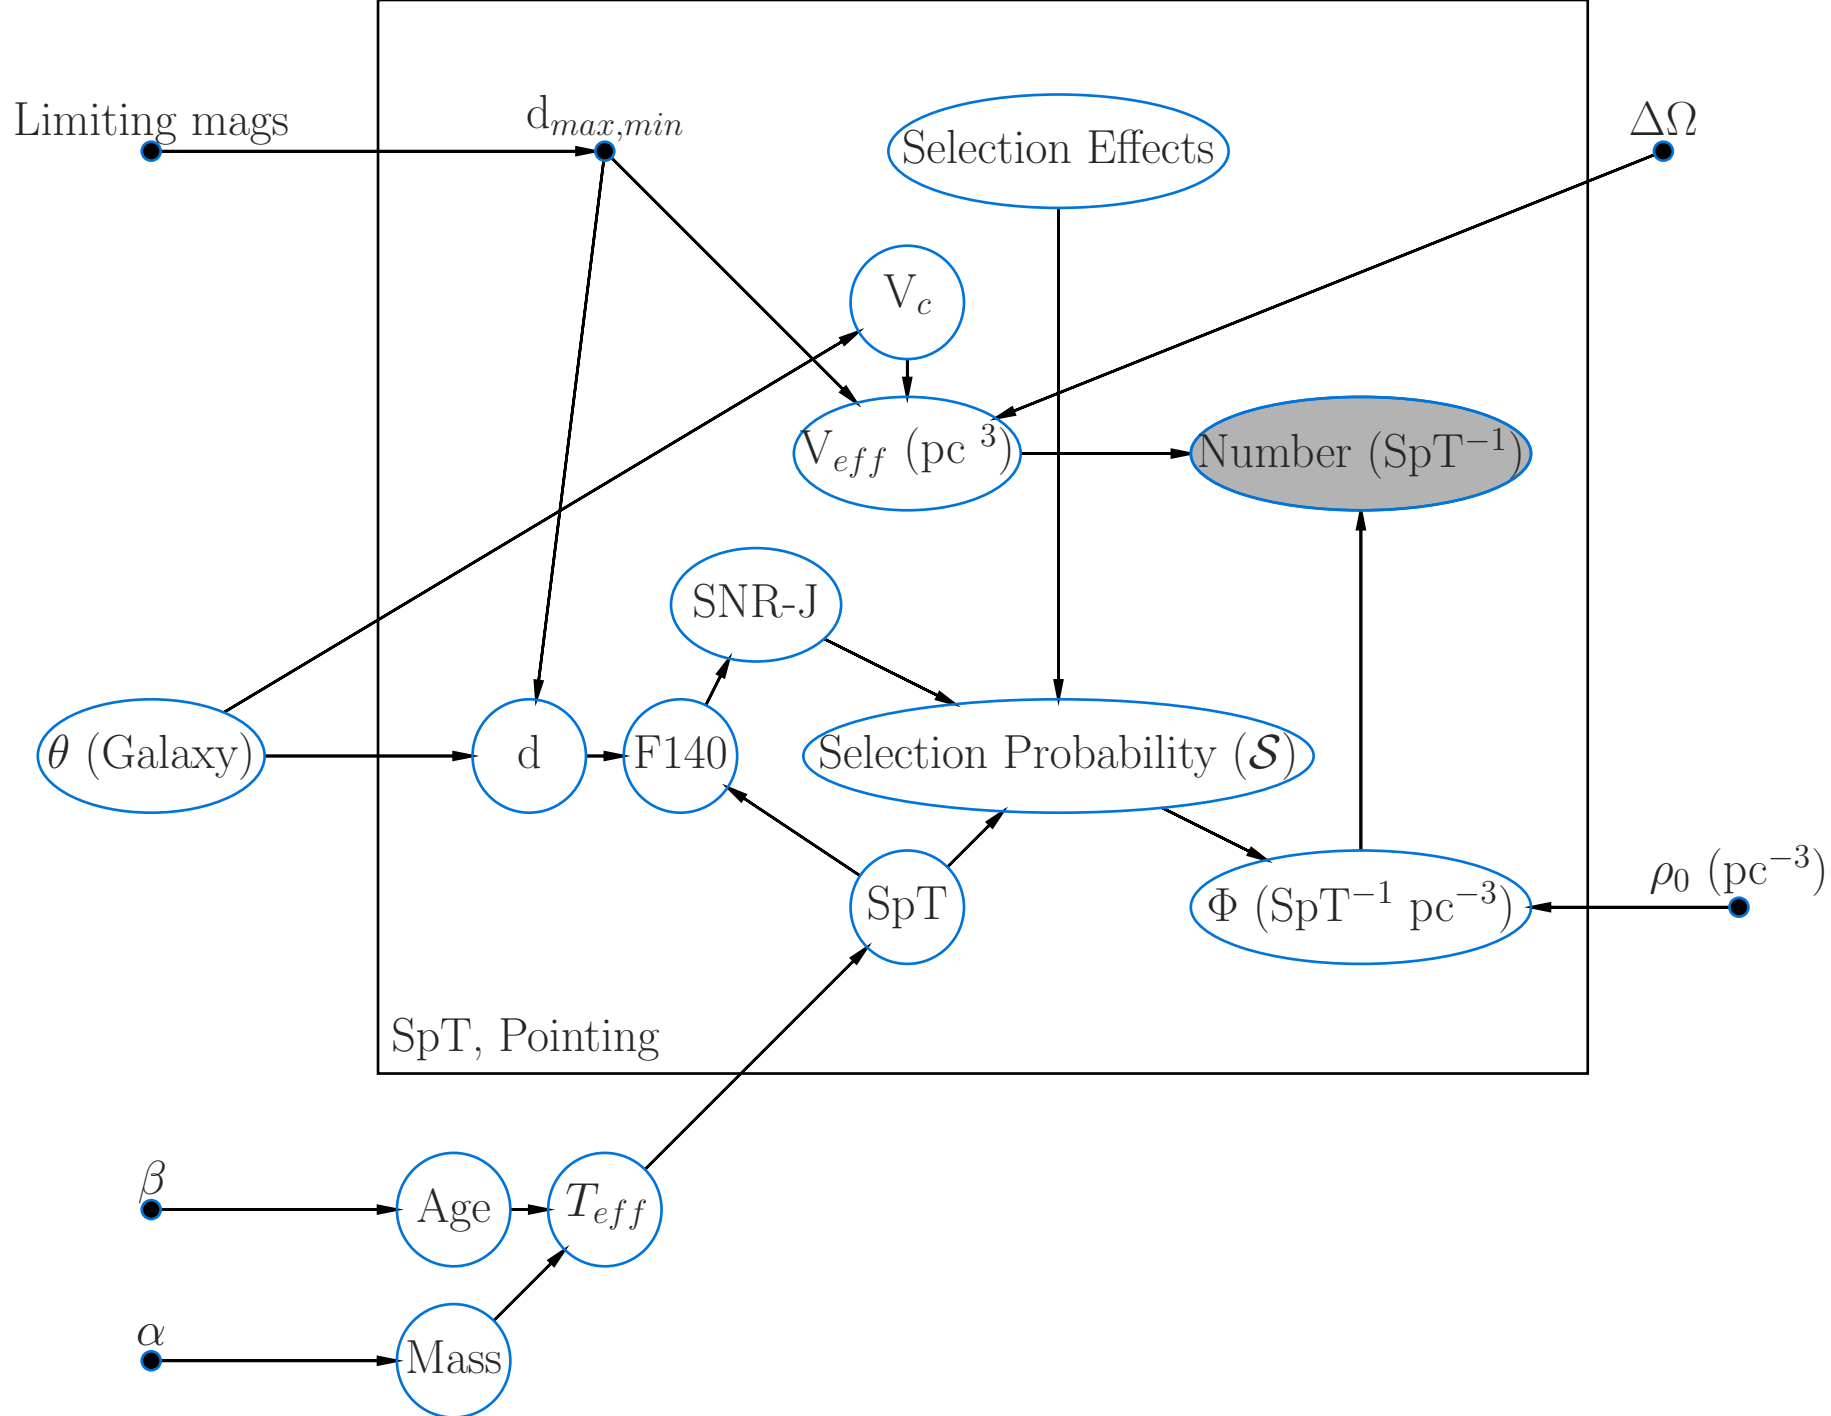 Limiting mags
d_{max,min}
Selection Effects
ΔΩ
V_c
V_{eff} (pc ^3)
Number (SpT^{−1})
SNR-J
θ (Galaxy)
d
F140
Selection Probability (𝓢)
SpT
Φ (SpT^{−1} pc^{−3})
ρ_0 (pc^{−3})
SpT, Pointing
β
Age
T_{eff}
α
Mass